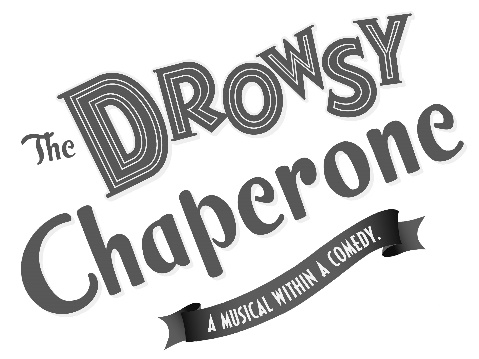 The DROWSY
Chaperone
A MUSICAL WITHIN A COMEDY.